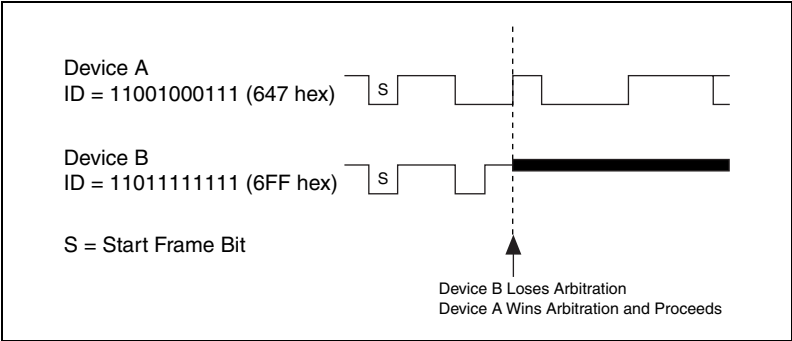 Device A
ID = 11001000111 (647 hex)
S
Device B
ID = 11011111111 (6FF hex)
S
S = Start Frame Bit
Device B Loses Arbitration
Device A Wins Arbitration and Proceeds